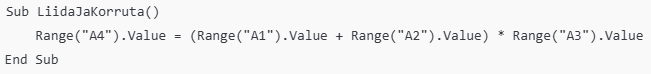 Sub LiidaJaKorruta()
    Range("A4").Value = (Range("A1").Value + Range("A2").Value) * Range("A3").Value
End Sub